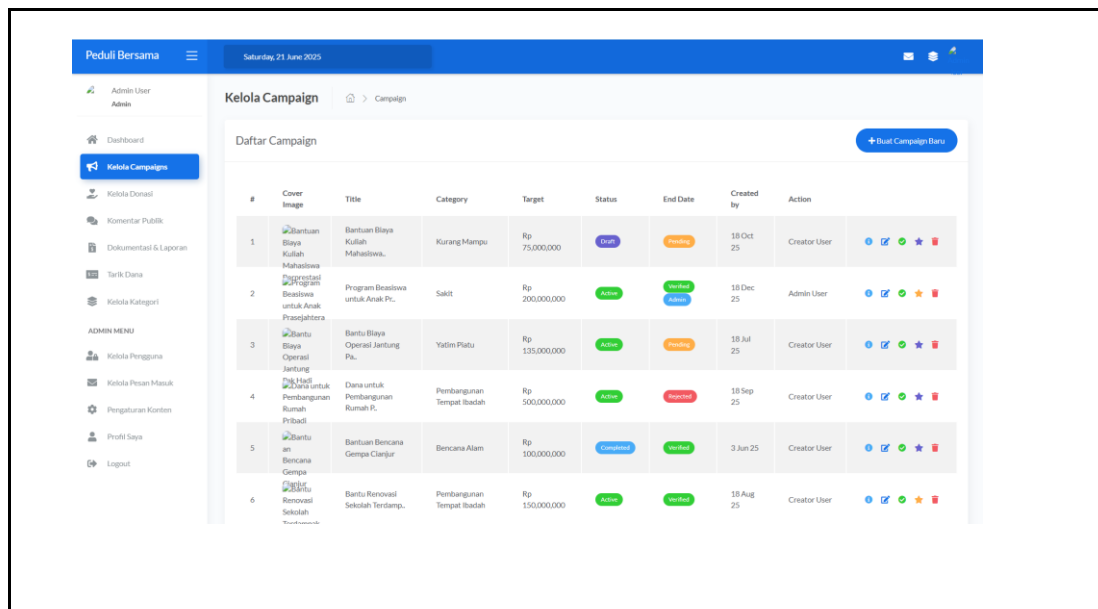 Peduli Bersama
Saturday, 21 June 2025
Admin User
Admin
Dashboard
Kelola Campaigns
Kelola Donasi
Komentar Publik
Dokumentasi & Laporan
Tarik Dana
Kelola Kategori
ADMIN MENU
Kelola Pengguna
Kelola Pesan Masuk
Pengaturan Konten
Profil Saya
Logout
Kelola Campaign
> Campaign
Daftar Campaign
+ Buat Campaign Baru
# Cover Image Title Category Target Status End Date Created by Action
1
Bantuan
Biaya
Kuliah
Mahasiswa
Berprestasi
Bantuan Biaya
Kuliah
Mahasiswa..
Kurang Mampu
Rp
75,000,000
Draft
Pending
18 Oct
25
Creator User
2
Program
Beasiswa
untuk Anak
Prasejahtera
Program Beasiswa
untuk Anak Pr..
Sakit
Rp
200,000,000
Active
Verified
Admin
18 Dec
25
Admin User
3
Bantu
Biaya
Operasi
Jantung
Pak Hadi
Bantu Biaya
Operasi Jantung
Pa..
Yatim Piatu
Rp
135,000,000
Active
Pending
18 Jul
25
Creator User
4
Dana untuk
Pembangunan
Rumah
Pribadi
Dana untuk
Pembangunan
Rumah P..
Pembangunan
Tempat Ibadah
Rp
500,000,000
Active
Rejected
18 Sep
25
Creator User
5
Bantu
an
Bencana
Gempa
Cianjur
Bantuan Bencana
Gempa Cianjur
Bencana Alam
Rp
100,000,000
Completed
Verified
3 Jun 25
Creator User
6
Bantu
Renovasi
Sekolah
Terdampak
Bantu Renovasi
Sekolah Terdamp..
Pembangunan
Tempat Ibadah
Rp
150,000,000
Active
Verified
18 Aug
25
Creator User